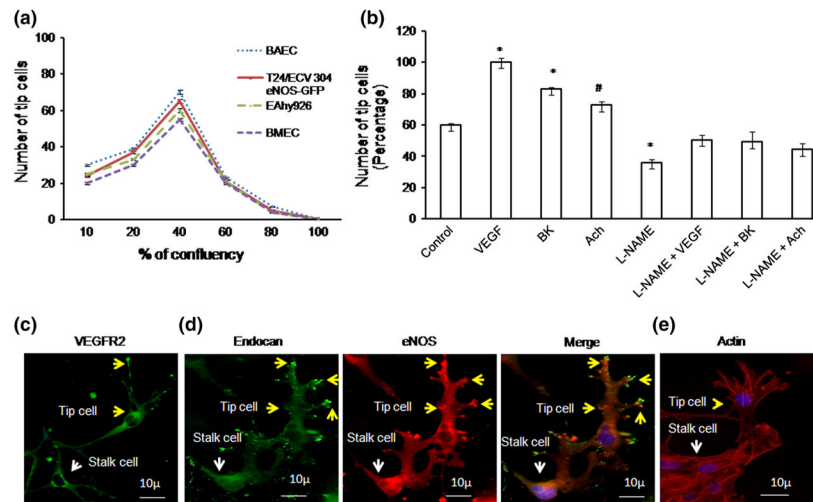 (a)
Number of tip cells
100
80
60
40
20
0
10 20 40 60 80 100
% of confluency
BAEC
T24/ECV 304
eNOS-GFP
EAhy926
BMEC
(b)
Number of tip cells
(Percentage)
120
100
80
60
40
20
0
*
*
#
*
Control
VEGF
BK
Ach
L-NAME
L-NAME + VEGF
L-NAME + BK
L-NAME + Ach
(c)
VEGFR2
Tip cell
Stalk cell
10µ
(d)
Endocan
Tip cell
Stalk cell
10µ
eNOS
Tip cell
Stalk cell
10µ
Merge
Tip cell
Stalk cell
10µ
(e)
Actin
Tip cell
Stalk cell
10µ